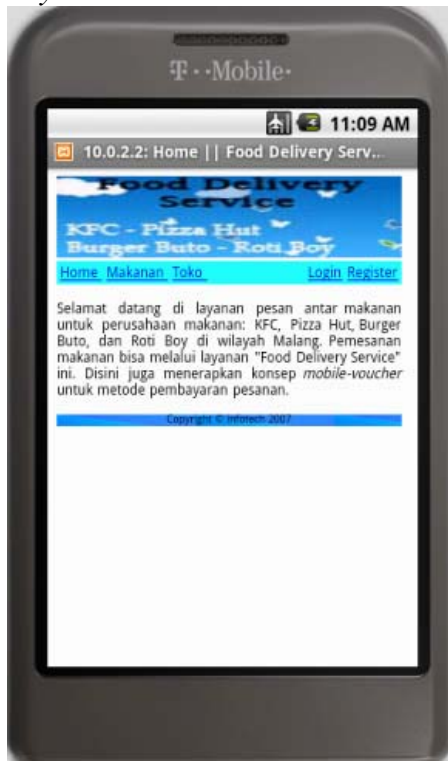 T··Mobile·
11:09 AM
10.0.2.2: Home || Food Delivery Serv...
Food Delivery
Service
KFC - Pizza Hut
Burger Buto - Roti Boy
Home Makanan Toko Login Register
Selamat datang di layanan pesan antar makanan
untuk perusahaan makanan: KFC, Pizza Hut, Burger
Buto, dan Roti Boy di wilayah Malang. Pemesanan
makanan bisa melalui layanan "Food Delivery Service"
ini. Disini juga menerapkan konsep mobile-voucher
untuk metode pembayaran pesanan.
Copyright © Infotech 2007